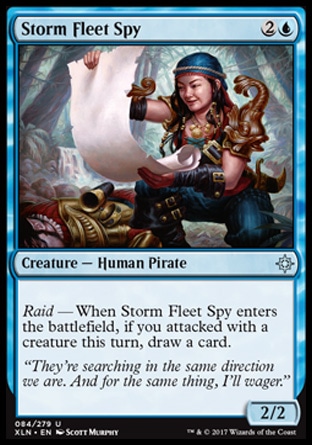 Storm Fleet Spy 2
Creature — Human Pirate
Raid — When Storm Fleet Spy enters
the battlefield, if you attacked with a
creature this turn, draw a card.
“They’re searching in the same direction
we are. And for the same thing, I’ll wager.”
2/2
084/279 U
XLN • EN Scott Murphy ™ & © 2017 Wizards of the Coast